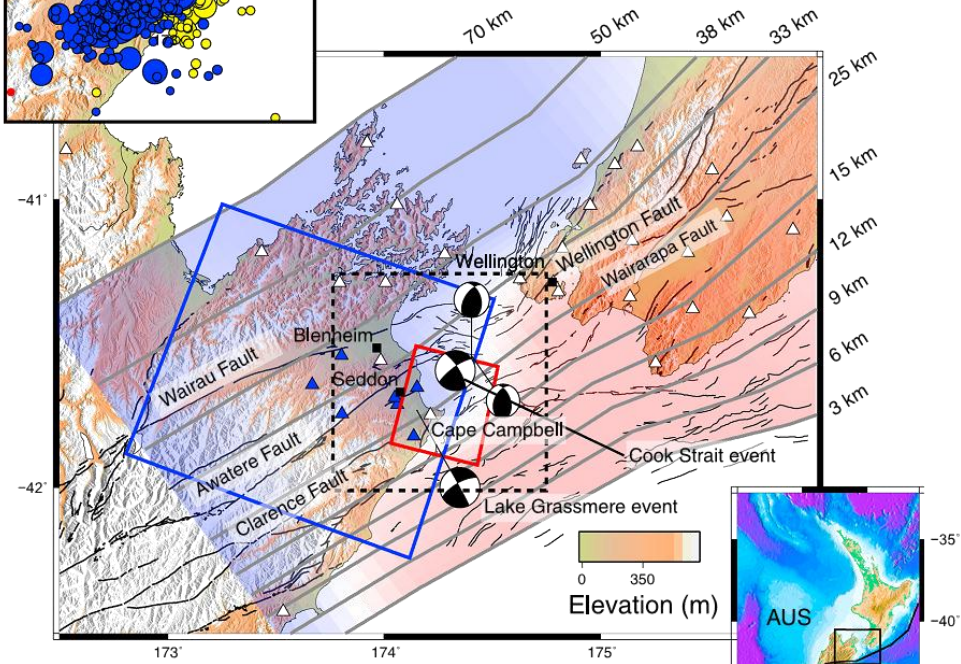 70 km
50 km
38 km
33 km
25 km
15 km
12 km
9 km
6 km
3 km
−41°
−42°
Wellington
Wellington Fault
Wairarapa Fault
Blenheim
Wairau Fault
Seddon
Cape Campbell
Awatere Fault
Cook Strait event
Clarence Fault
Lake Grassmere event
0
350
Elevation (m)
173°
174°
175°
−35°
AUS
−40°